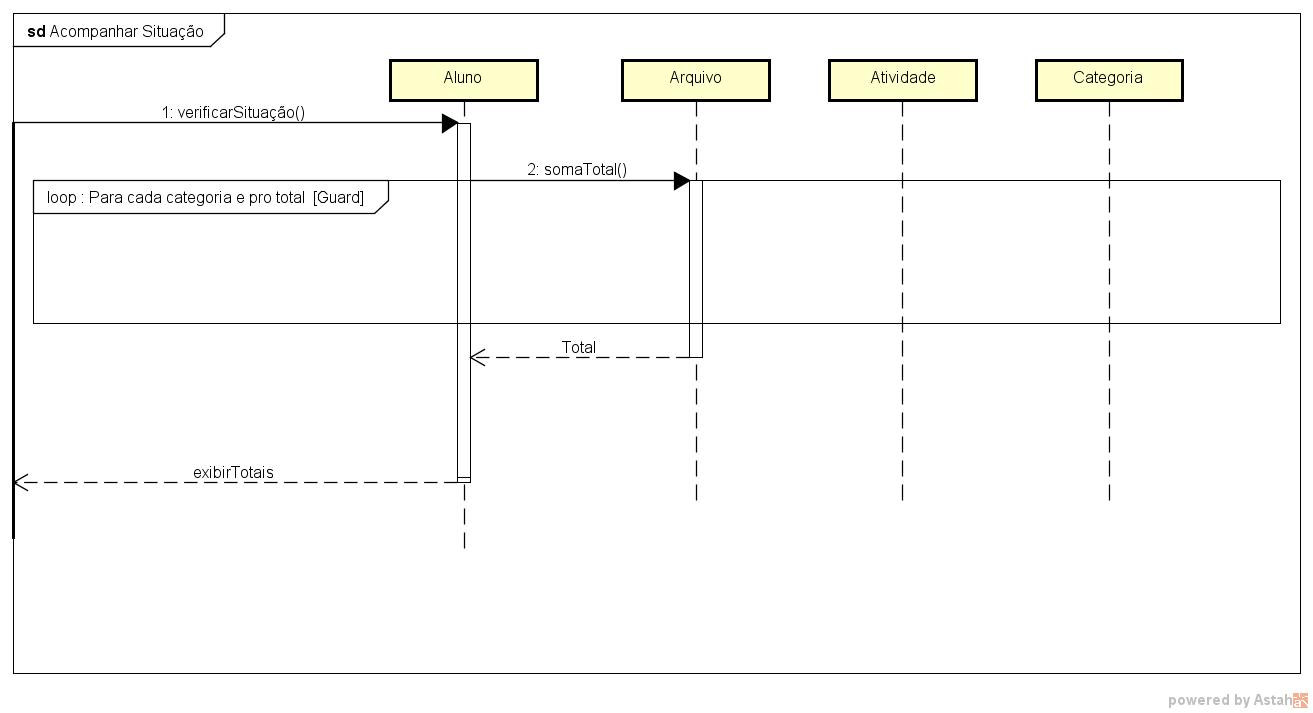 sd Acompanhar Situação
Aluno
Arquivo
Atividade
Categoria
1: verificarSituação()
2: somaTotal()
loop : Para cada categoria e pro total [Guard]
Total
exibirTotais
powered by Astah